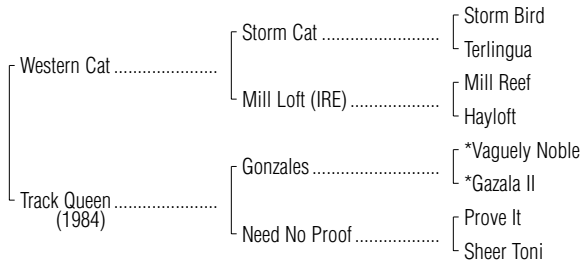 Storm Bird
Storm Cat ........................
Terlingua
Western Cat .....................
Mill Reef
Mill Loft (IRE) ..................
Hayloft
*Vaguely Noble
Gonzales ..........................
*Gazala II
Track Queen .....................
(1984)
Prove It
Need No Proof .................
Sheer Toni